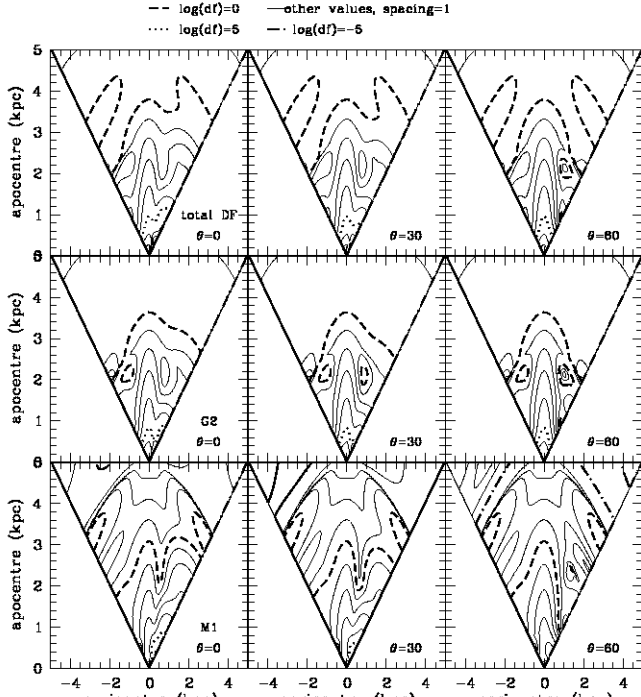 log(df)=0 other values, spacing=1
log(df)=5 log(df)=-5
apocentre (kpc)
5
4
3
2
1
0
total DF
θ=0
θ=30
θ=60
apocentre (kpc)
4
3
2
1
0
G2
θ=0
θ=30
θ=60
apocentre (kpc)
4
3
2
1
0
M1
θ=0
θ=30
θ=60
−4 −2 0 2 4 −4 −2 0 2 4 −4 −2 0 2 4